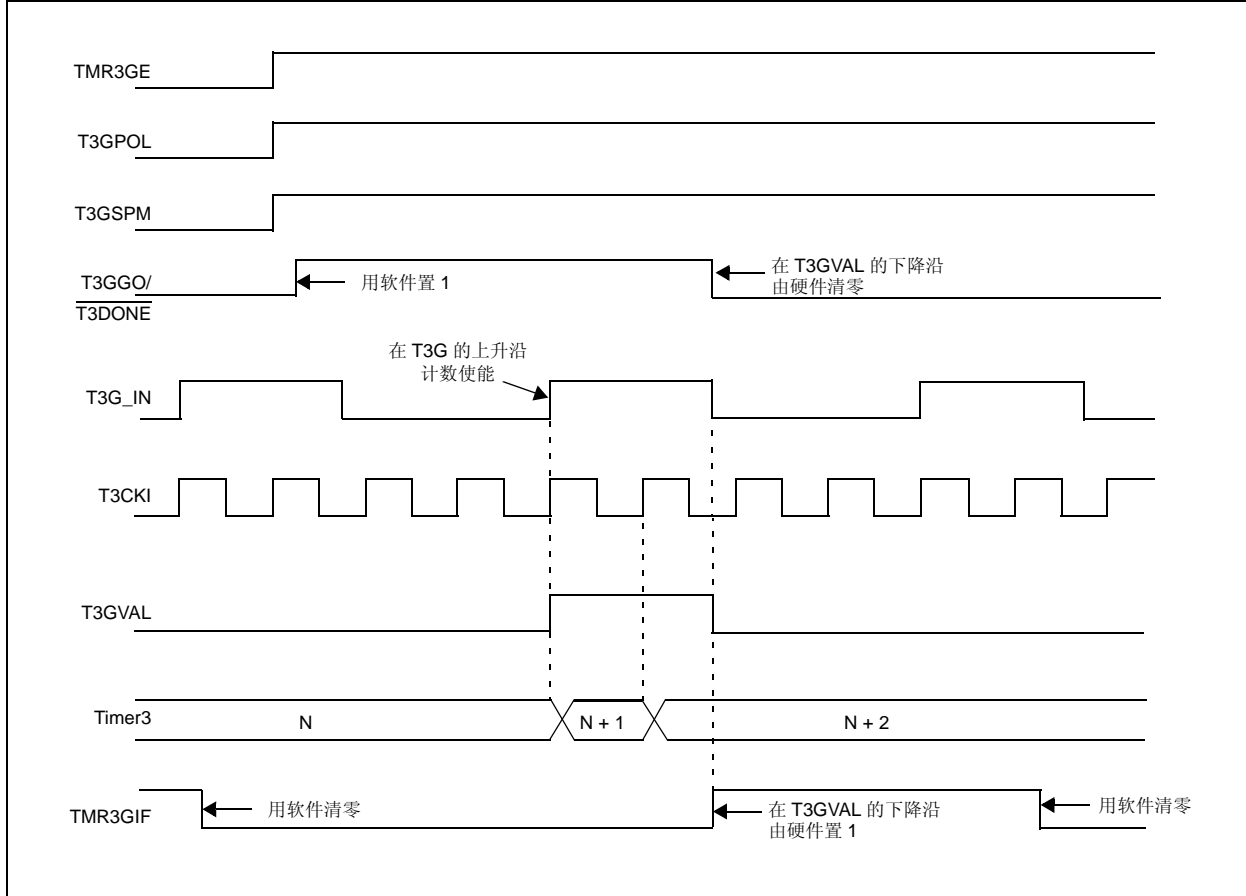 TMR3GE
T3GPOL
T3GSPM
T3GGO/
T3DONE
用软件置 1
在 T3GVAL 的下降沿
由硬件清零
在 T3G 的上升沿
计数使能
T3G_IN
T3CKI
T3GVAL
Timer3
N
N + 1
N + 2
TMR3GIF
用软件清零
在 T3GVAL 的下降沿
由硬件置 1
用软件清零